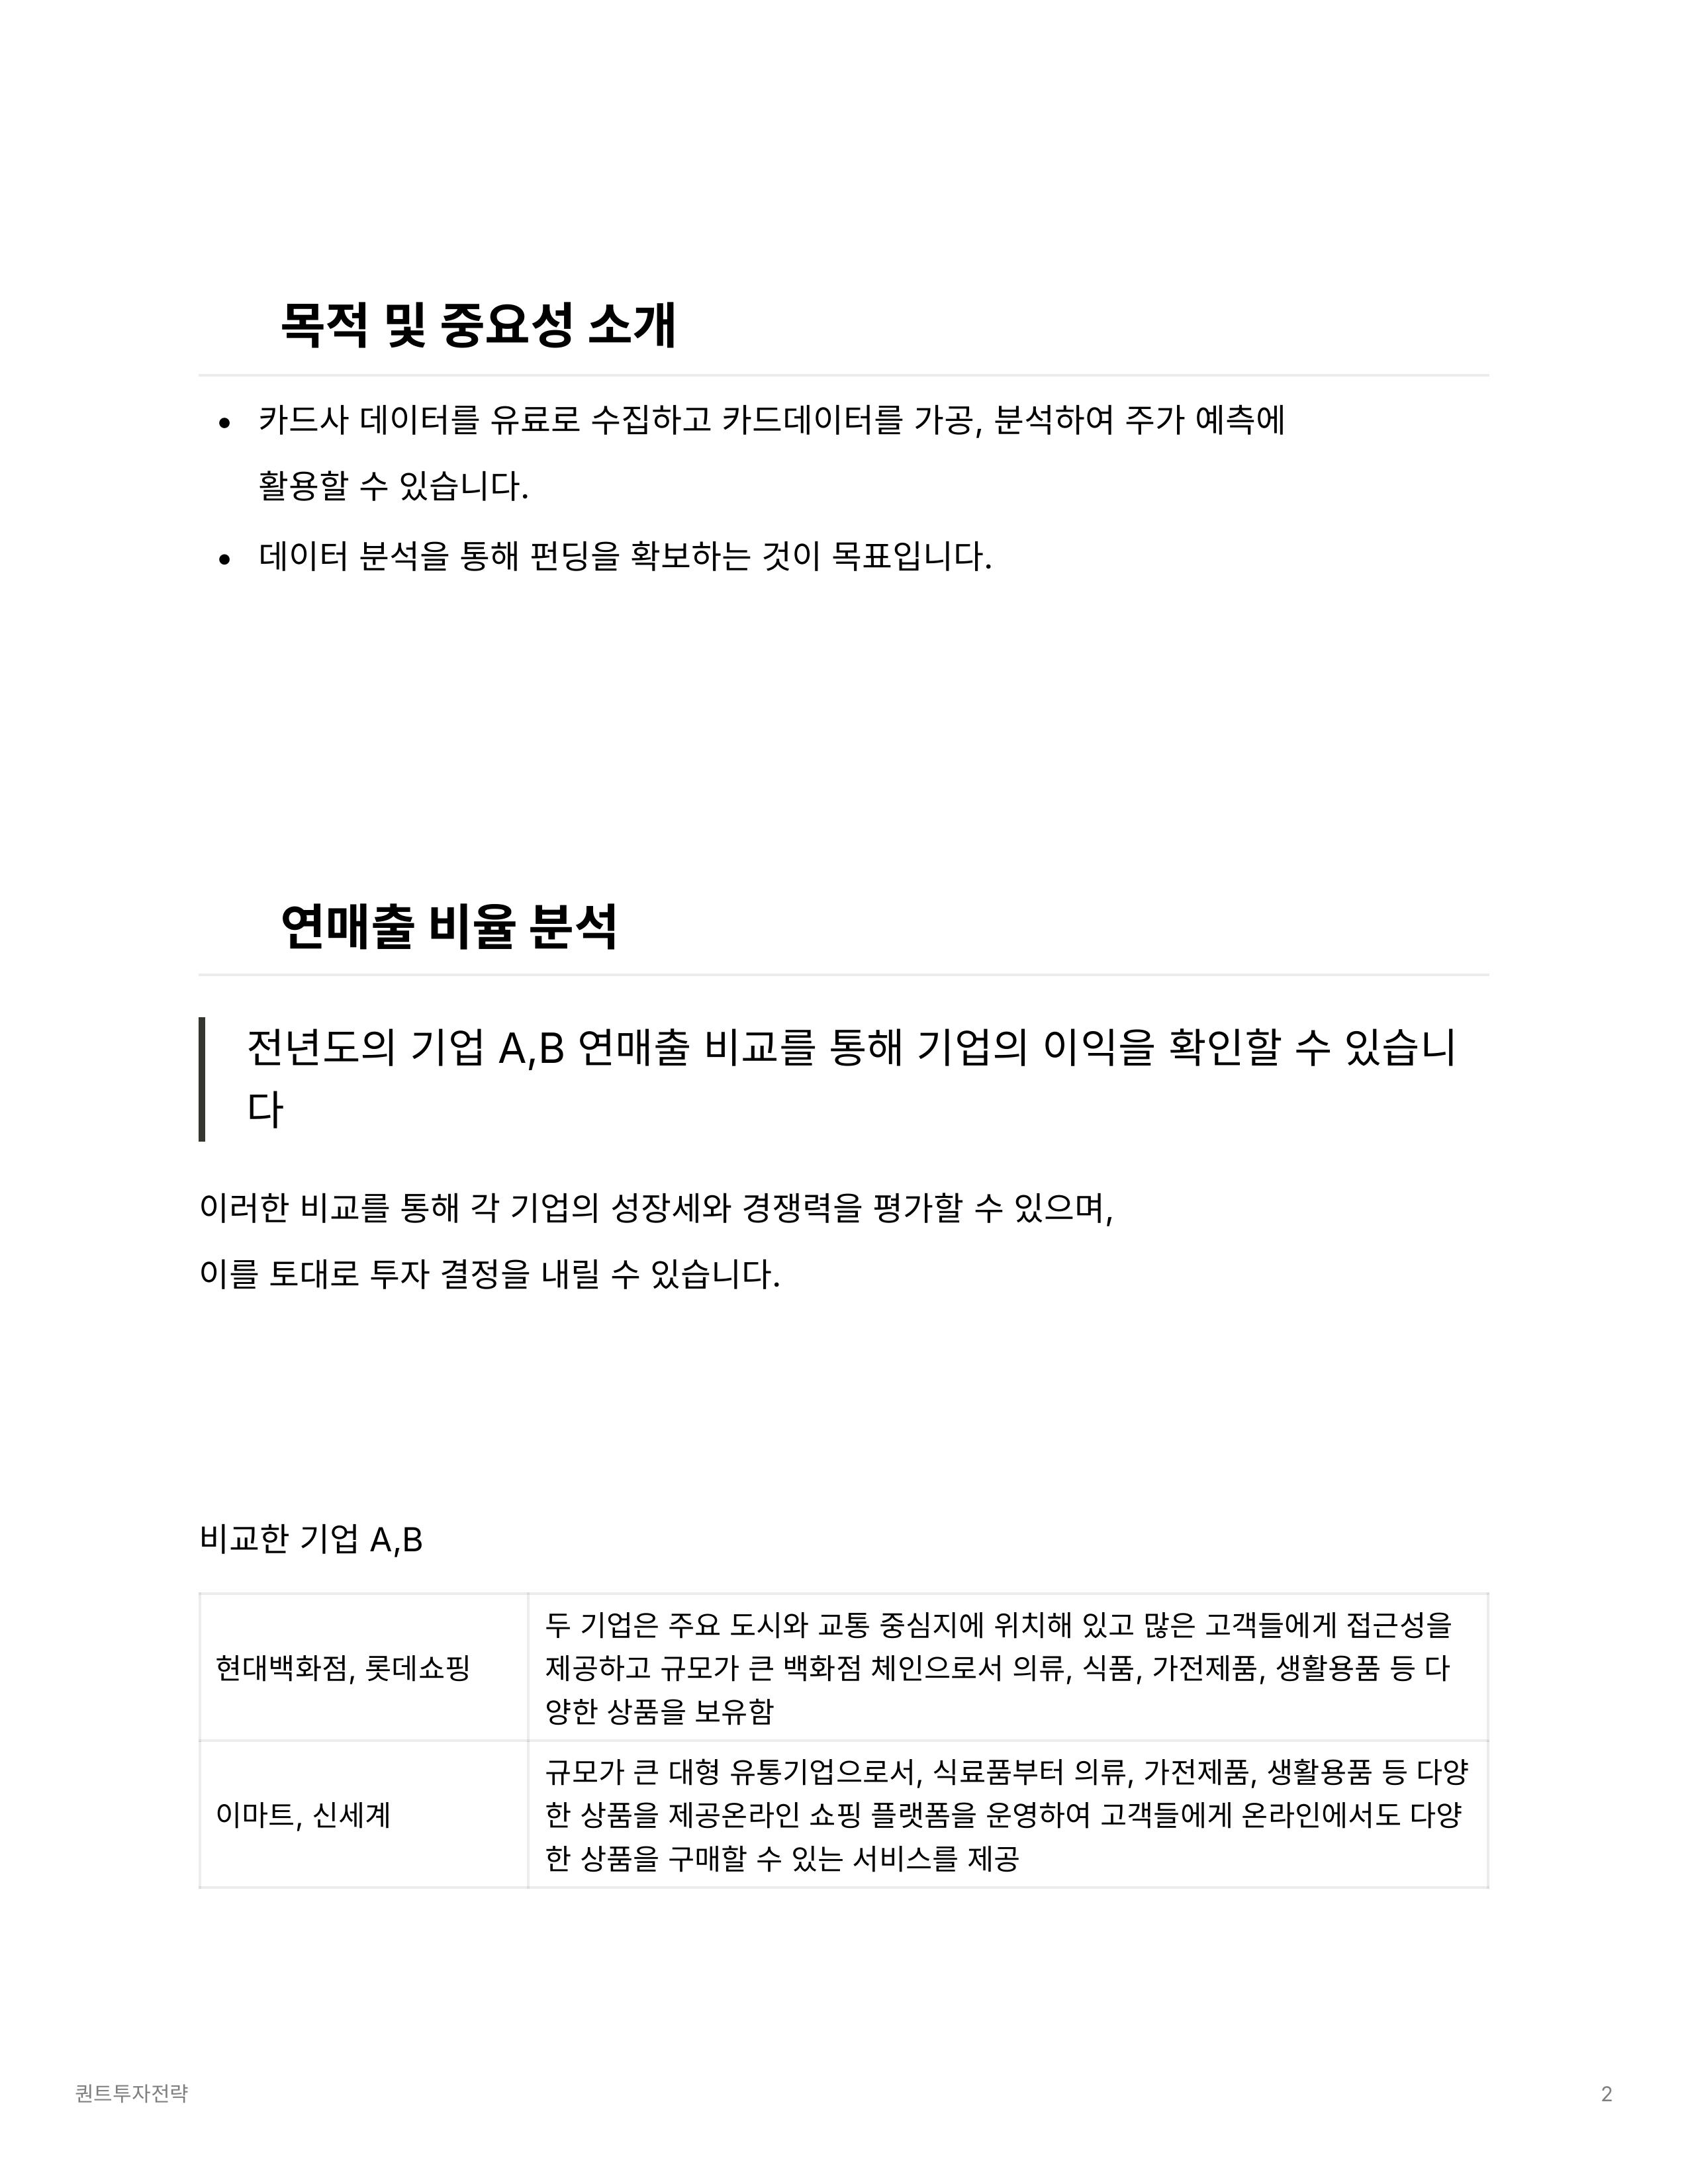 목적 및 중요성 소개
카드사 데이터를 유료로 수집하고 카드데이터를 가공, 분석하여 주가 예측에
활용할 수 있습니다.
데이터 분석을 통해 펀딩을 확보하는 것이 목표입니다.
연매출 비율 분석
전년도의 기업 A,B 연매출 비교를 통해 기업의 이익을 확인할 수 있습니
다
이러한 비교를 통해 각 기업의 성장세와 경쟁력을 평가할 수 있으며,
이를 토대로 투자 결정을 내릴 수 있습니다.
비교한 기업 A,B
현대백화점, 롯데쇼핑
두 기업은 주요 도시와 교통 중심지에 위치해 있고 많은 고객들에게 접근성을
제공하고 규모가 큰 백화점 체인으로서 의류, 식품, 가전제품, 생활용품 등 다
양한 상품을 보유함
이마트, 신세계
규모가 큰 대형 유통기업으로서, 식료품부터 의류, 가전제품, 생활용품 등 다양
한 상품을 제공온라인 쇼핑 플랫폼을 운영하여 고객들에게 온라인에서도 다양
한 상품을 구매할 수 있는 서비스를 제공
퀀트투자전략
2